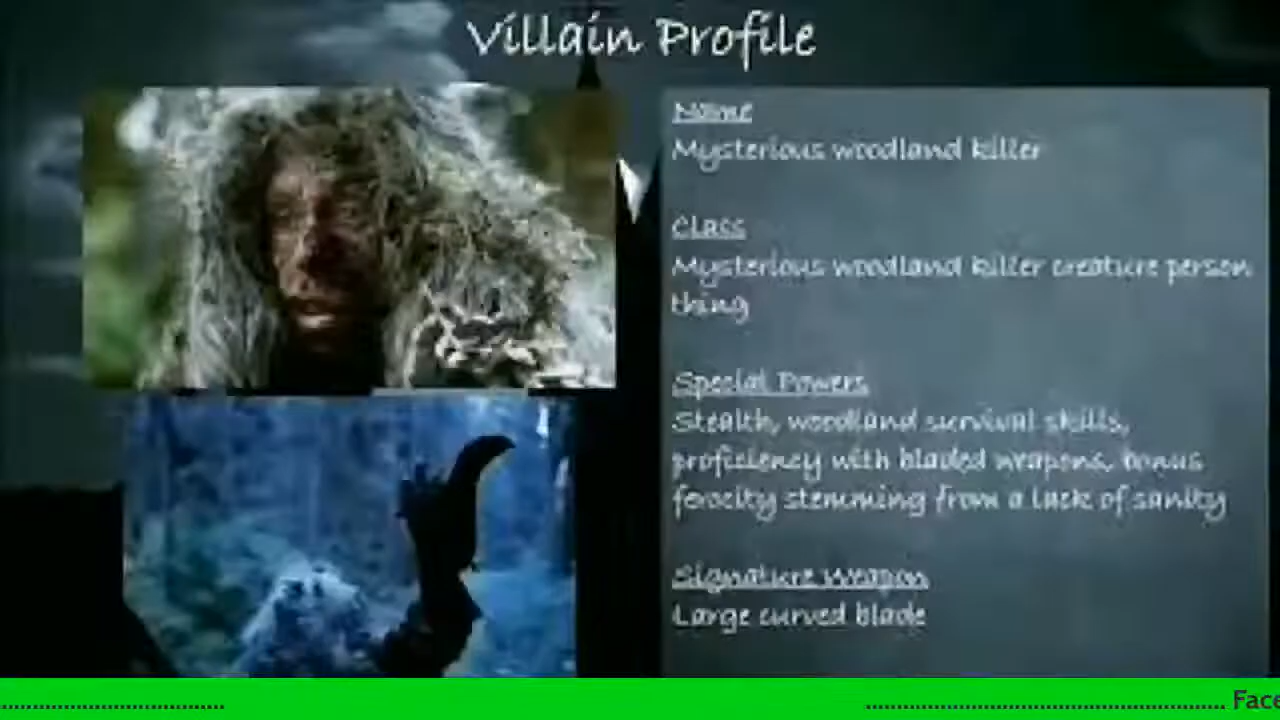 Villain Profile
Name
Mysterious woodland killer
Class
Mysterious woodland killer creature person
thing
Special Powers
Stealth, woodland survival skills,
proficiency with bladed weapons, bonus
ferocity stemming from a lack of sanity
Signature weapon
Large curved blade
.......................................... ................................................................... Face